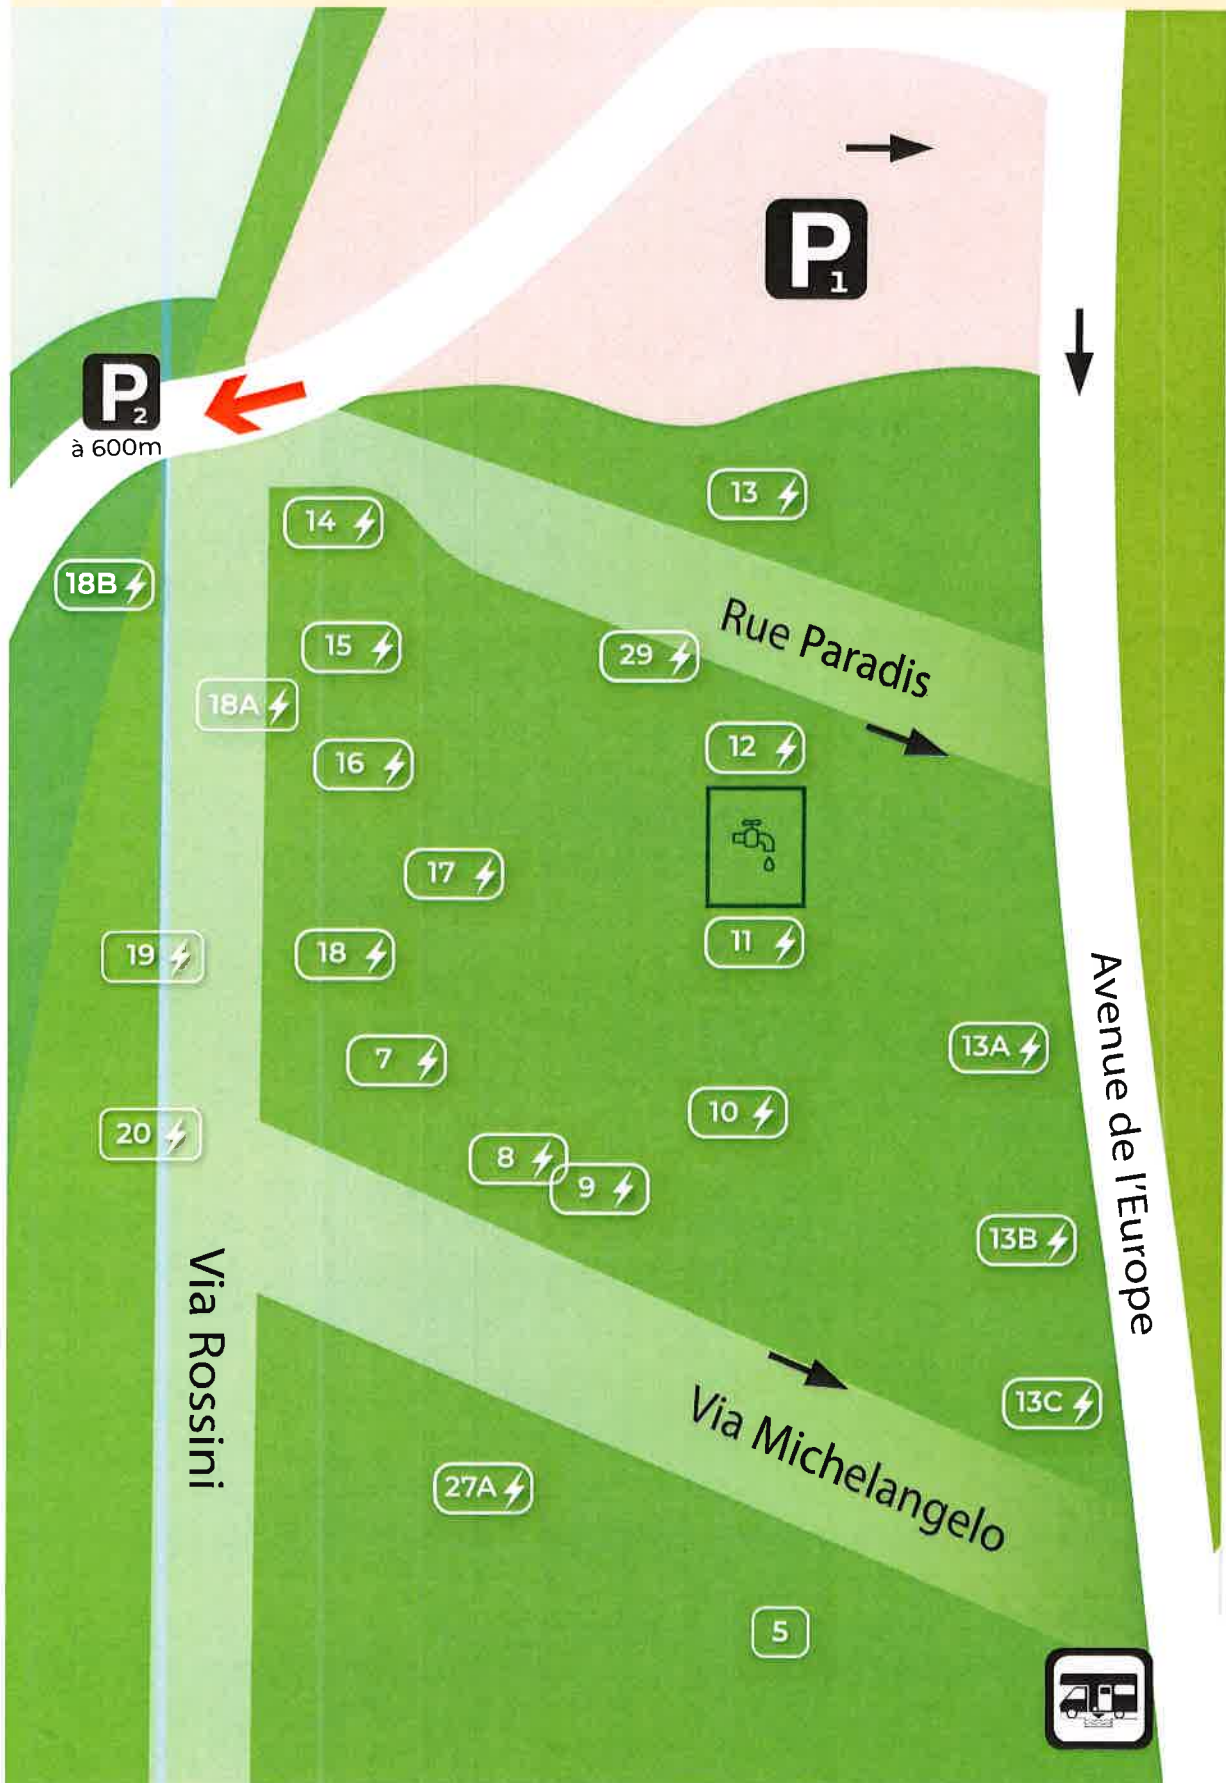 P1
P2
à 600m
13
14
18B
15
29
Rue Paradis
18A
12
16
17
11
19
18
Avenue de l'Europe
13A
7
10
20
8
9
13B
Via Rossini
Via Michelangelo
13C
27A
5